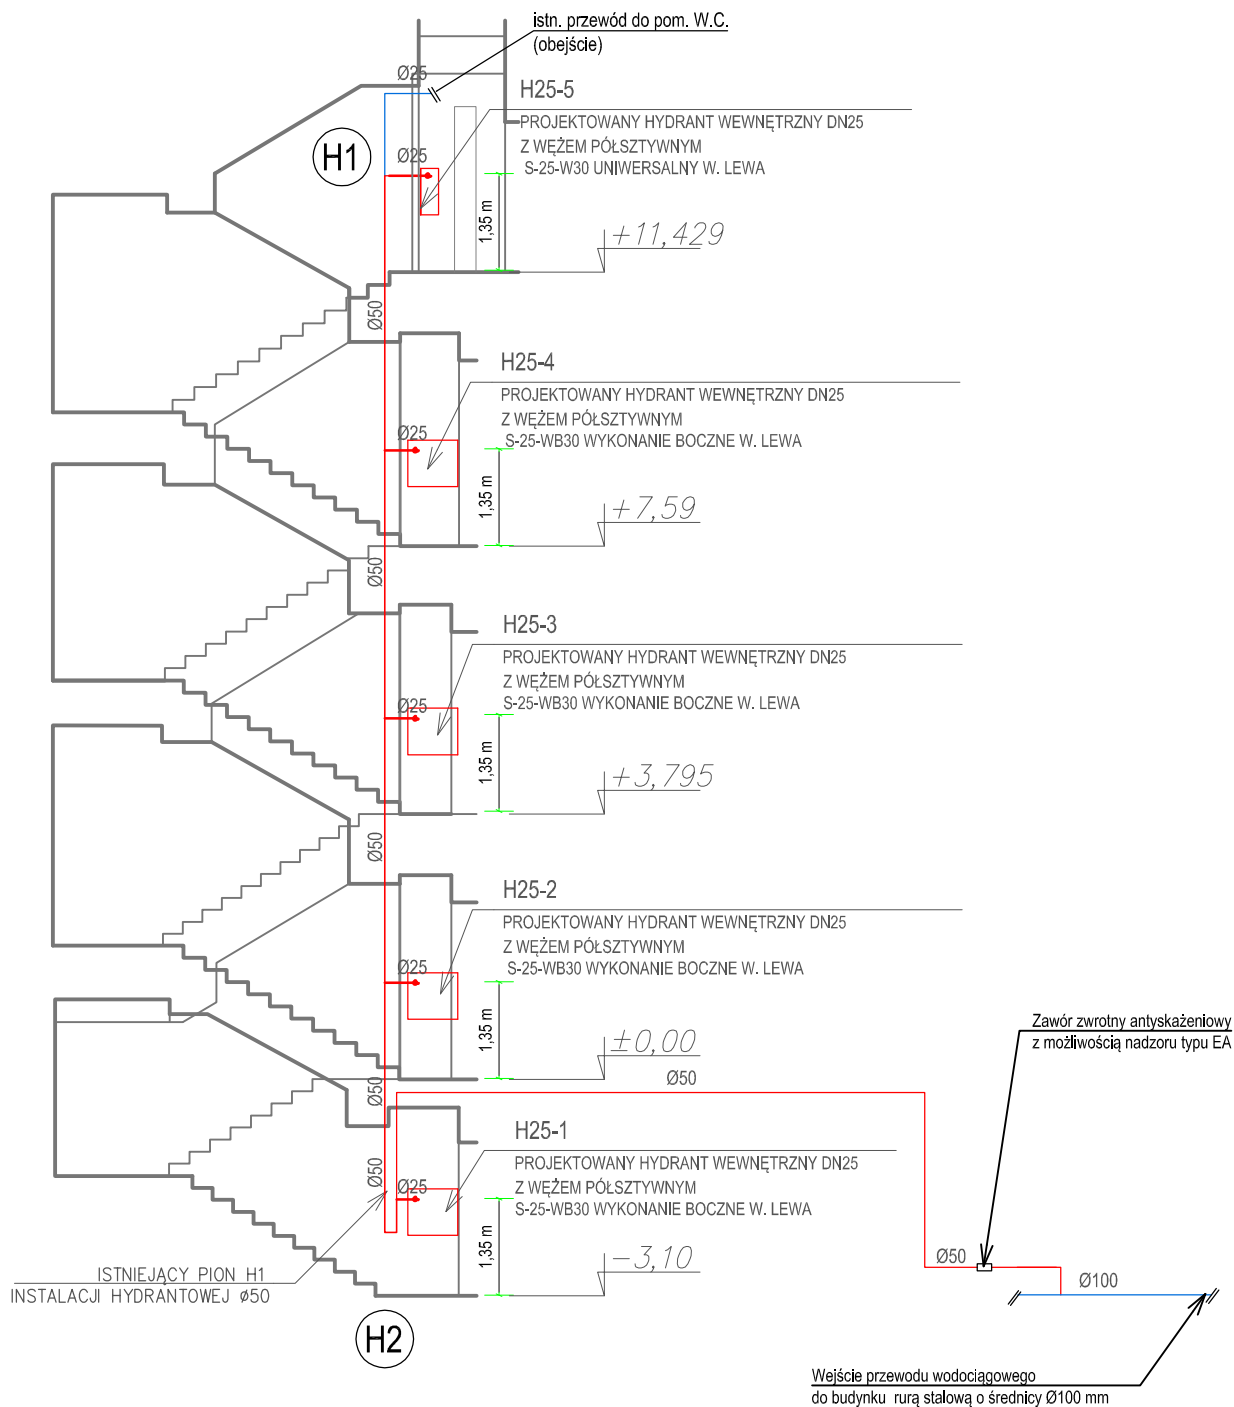 istn. przewód do pom. W.C.
(obejście)
Ø25
H25-5
PROJEKTOWANY HYDRANT WEWNĘTRZNY DN25
Z WĘŻEM PÓŁSZTYWNYM
S-25-W30 UNIWERSALNY W. LEWA
H1
Ø25
1,35 m
+11,429
Ø50
H25-4
PROJEKTOWANY HYDRANT WEWNĘTRZNY DN25
Z WĘŻEM PÓŁSZTYWNYM
S-25-WB30 WYKONANIE BOCZNE W. LEWA
Ø25
1,35 m
+7,59
Ø50
H25-3
PROJEKTOWANY HYDRANT WEWNĘTRZNY DN25
Z WĘŻEM PÓŁSZTYWNYM
S-25-WB30 WYKONANIE BOCZNE W. LEWA
Ø25
1,35 m
+3,795
Ø50
H25-2
PROJEKTOWANY HYDRANT WEWNĘTRZNY DN25
Z WĘŻEM PÓŁSZTYWNYM
S-25-WB30 WYKONANIE BOCZNE W. LEWA
Ø25
1,35 m
±0,00
Ø50
Ø50
Zawór zwrotny antyskażeniowy
z możliwością nadzoru typu EA
H25-1
PROJEKTOWANY HYDRANT WEWNĘTRZNY DN25
Z WĘŻEM PÓŁSZTYWNYM
S-25-WB30 WYKONANIE BOCZNE W. LEWA
Ø50
Ø25
1,35 m
-3,10
Ø50
Ø100
ISTNIEJĄCY PION H1
INSTALACJI HYDRANTOWEJ ø50
H2
Wejście przewodu wodociągowego
do budynku rurą stalową o średnicy Ø100 mm